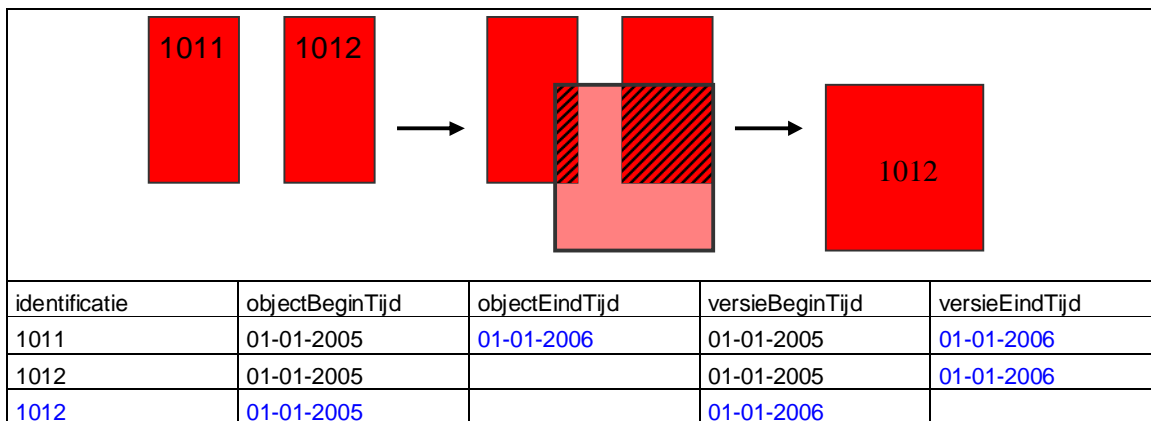 1011 1012
1012
identificatie objectBeginTijd objectEindTijd versieBeginTijd versieEindTijd
1011 01-01-2005 01-01-2006 01-01-2005 01-01-2006
1012 01-01-2005 01-01-2005 01-01-2006
1012 01-01-2005 01-01-2006